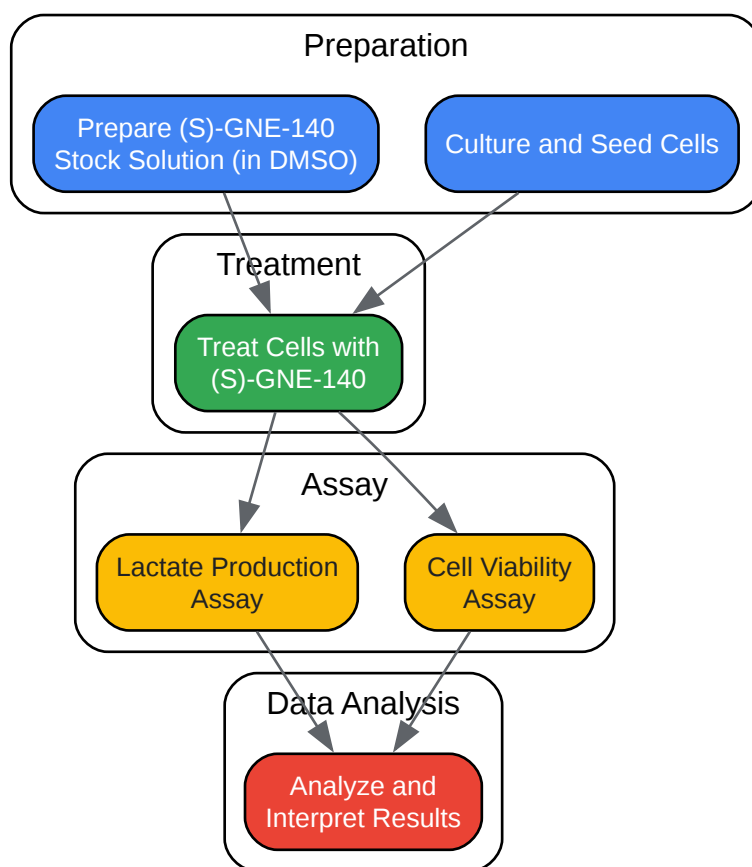 Preparation
Prepare (S)-GNE-140
Stock Solution (in DMSO)
Culture and Seed Cells
Treatment
Treat Cells with
(S)-GNE-140
Assay
Lactate Production
Assay
Cell Viability
Assay
Data Analysis
Analyze and
Interpret Results